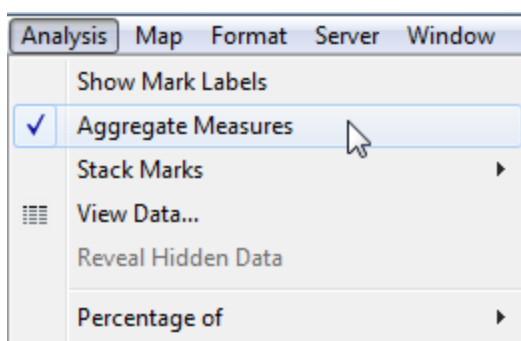 Analysis Map Format Server Window
Show Mark Labels
Aggregate Measures
Stack Marks
View Data...
Reveal Hidden Data
Percentage of